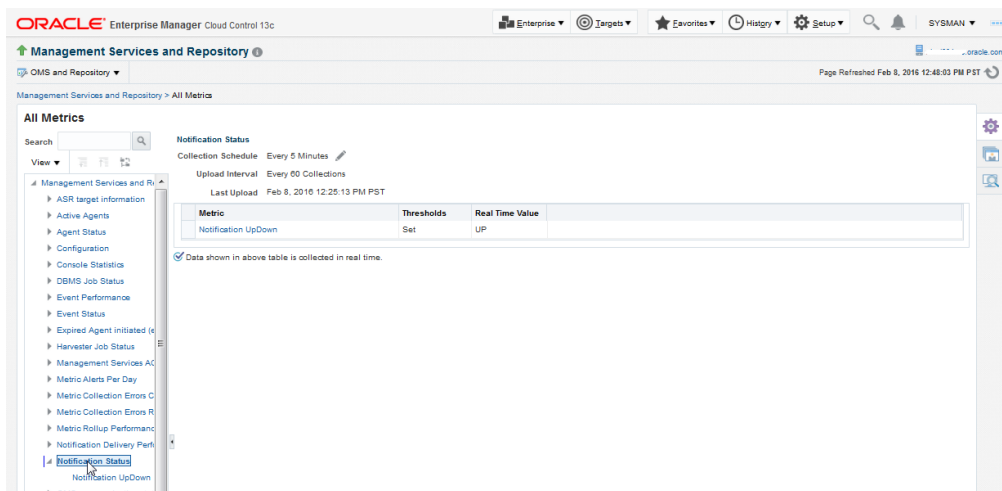 ORACLE® Enterprise Manager Cloud Control 13c
Enterprise ▼ Targets ▼ Favorites ▼ History ▼ Setup ▼ SYSMAN ▼
Management Services and Repository
.oracle.com
OMS and Repository ▼
Page Refreshed Feb 8, 2016 12:48:03 PM PST
Management Services and Repository > All Metrics
All Metrics
Search
View ▼
Management Services and R
ASR target information
Active Agents
Agent Status
Configuration
Console Statistics
DBMS Job Status
Event Performance
Event Status
Expired Agent initiated (e
Harvester Job Status
Management Services AC
Metric Alerts Per Day
Metric Collection Errors C
Metric Collection Errors R
Metric Rollup Performanc
Notification Delivery Perf
Notification Status
Notification UpDown
Notification Status
Collection Schedule Every 5 Minutes
Upload Interval Every 60 Collections
Last Upload Feb 8, 2016 12:25:13 PM PST
Metric Thresholds Real Time Value
Notification UpDown Set UP
Data shown in above table is collected in real time.